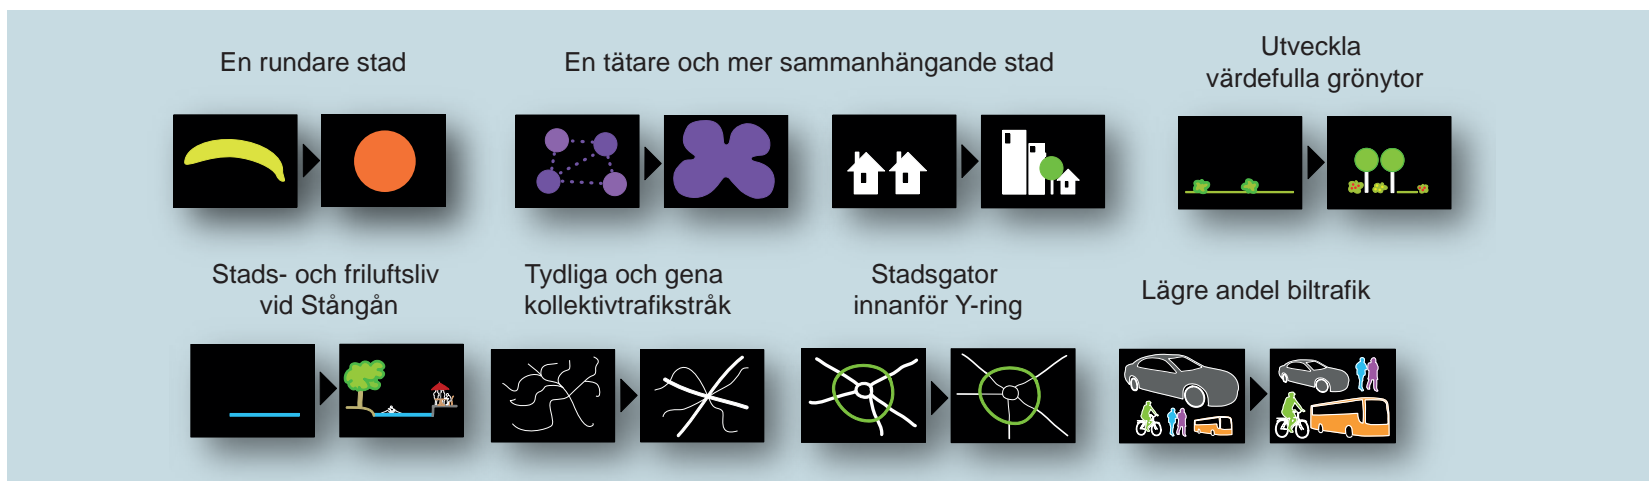 En rundare stad
En tätare och mer sammanhängande stad
Utveckla
värdefulla grönytor
Stads- och friluftsliv
vid Stångån
Tydliga och gena
kollektivtrafikstråk
Stadsgator
innanför Y-ring
Lägre andel biltrafik